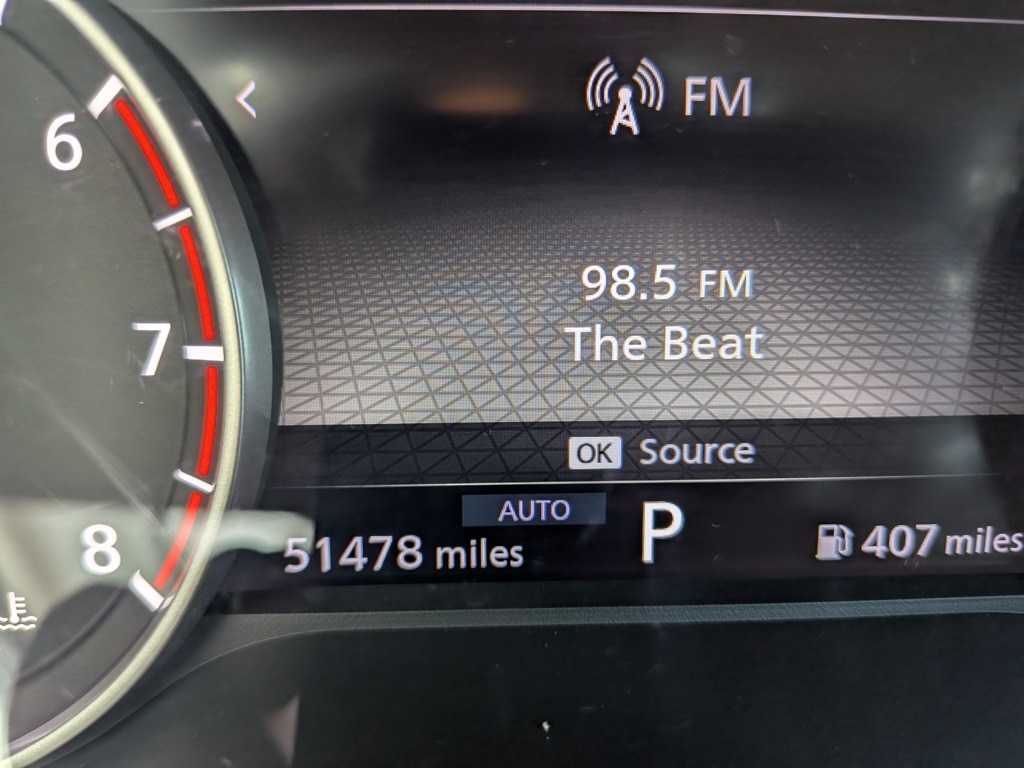 <
FM
6
98.5 FM
7
The Beat
OK Source
AUTO
P
8
51478 miles
407 miles